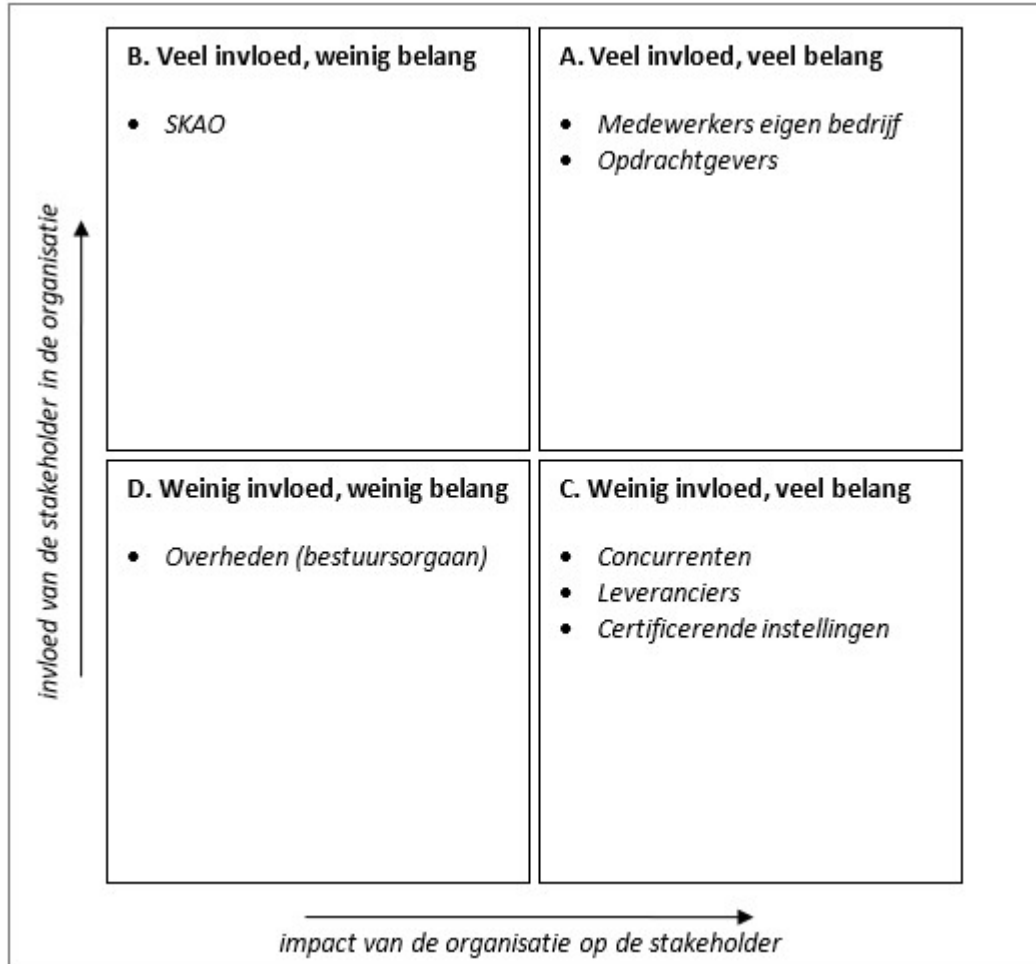 B. Veel invloed, weinig belang
• SKAO
A. Veel invloed, veel belang
• Medewerkers eigen bedrijf
• Opdrachtgevers
D. Weinig invloed, weinig belang
• Overheden (bestuursorgaan)
C. Weinig invloed, veel belang
• Concurrenten
• Leveranciers
• Certificerende instellingen
invloed van de stakeholder in de organisatie
impact van de organisatie op de stakeholder